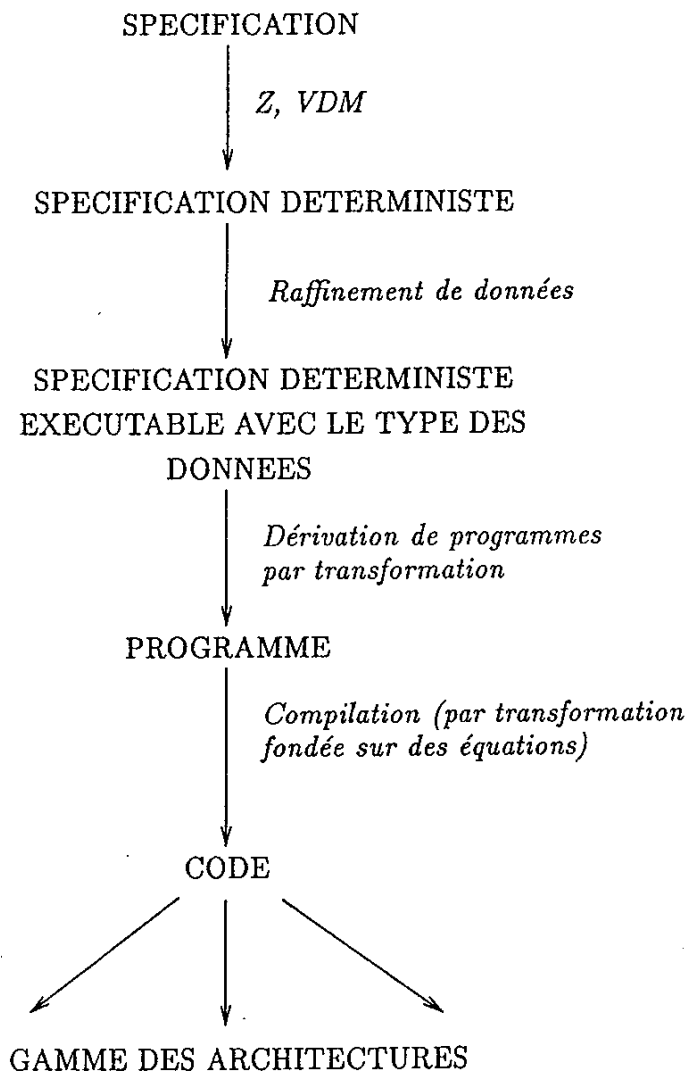 SPECIFICATION
Z, VDM
SPECIFICATION DETERMINISTE
Raffinement de données
SPECIFICATION DETERMINISTE
EXECUTABLE AVEC LE TYPE DES
DONNEES
Dérivation de programmes
par transformation
PROGRAMME
Compilation (par transformation
fondée sur des équations)
CODE
GAMME DES ARCHITECTURES